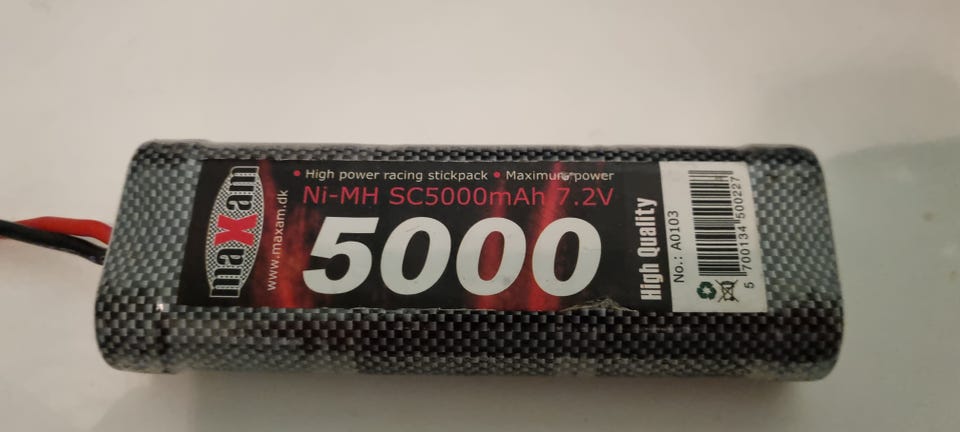 maxam
www.maxam.dk
• High power racing stickpack • Maximum power
Ni-MH SC5000mAh 7.2V
5000
High Quality
No.: A0103
5 700134 500227